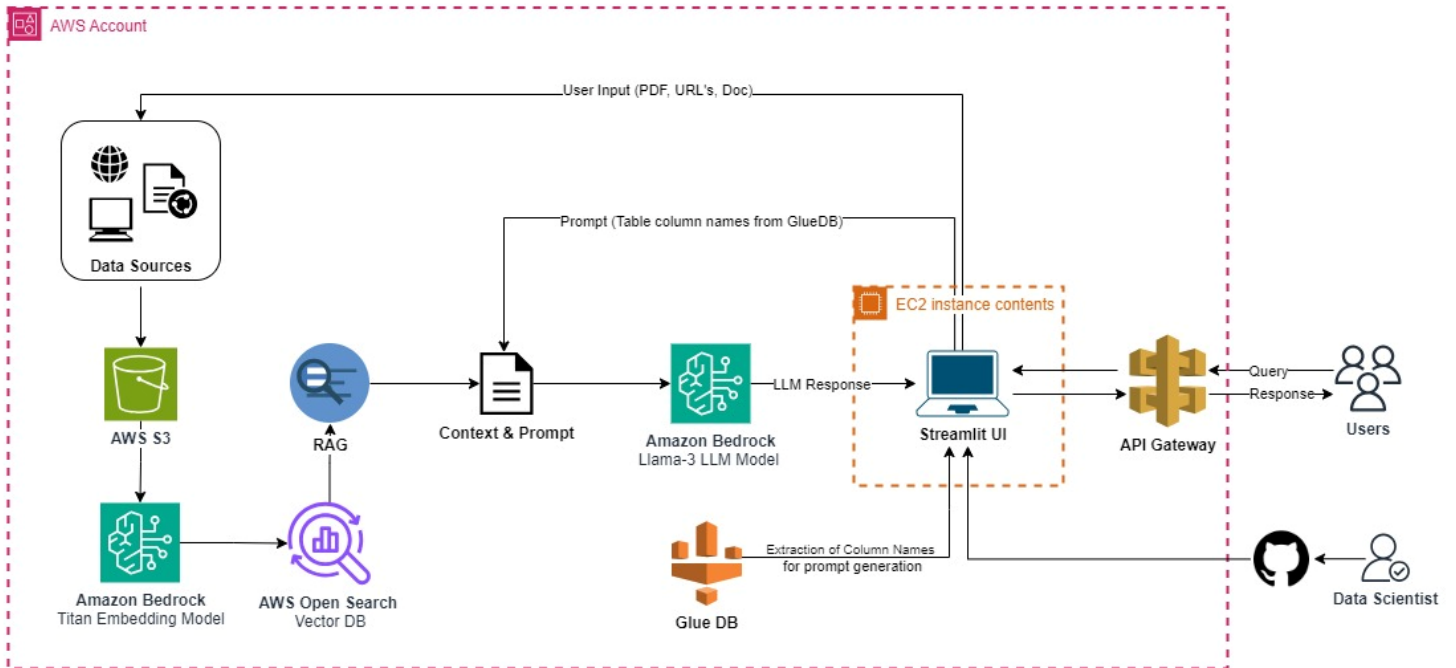 AWS Account
User Input (PDF, URL's, Doc)
Data Sources
Prompt (Table column names from GlueDB)
EC2 instance contents
AWS S3
RAG
Context & Prompt
Amazon Bedrock
Llama-3 LLM Model
LLM Response
Streamlit UI
API Gateway
Query
Response
Users
Amazon Bedrock
Titan Embedding Model
AWS Open Search
Vector DB
Glue DB
Extraction of Column Names
for prompt generation
Data Scientist